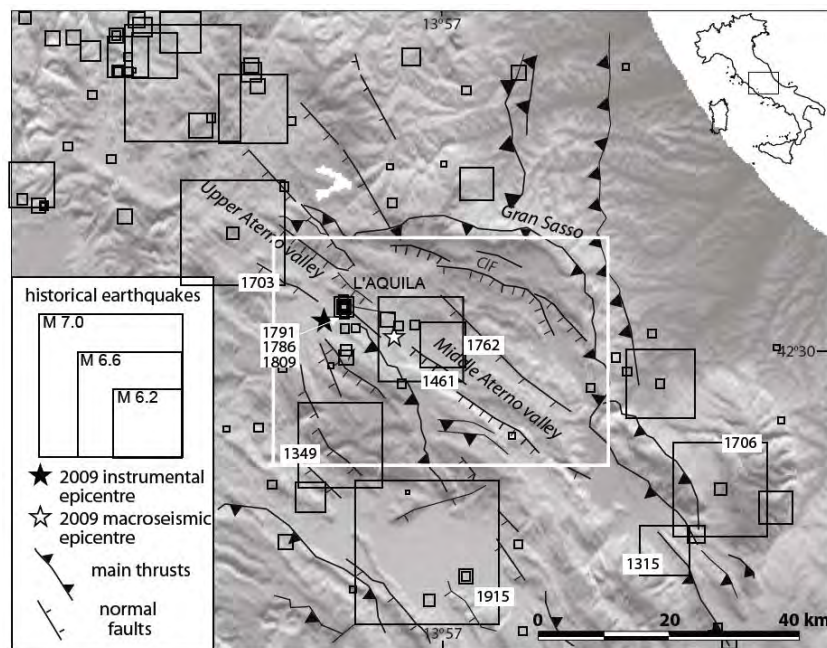 13°57
Gran Sasso
Upper Aterno valley
CIF
1703
L'AQUILA
historical earthquakes
M 7.0
M 6.6
M 6.2
1791
1786
1809
1762
42°30
1461
Middle Aterno valley
1349
1706
2009 instrumental
epicentre
2009 macroseismic
epicentre
main thrusts
normal
faults
1315
1915
13°57
0 20 40 km